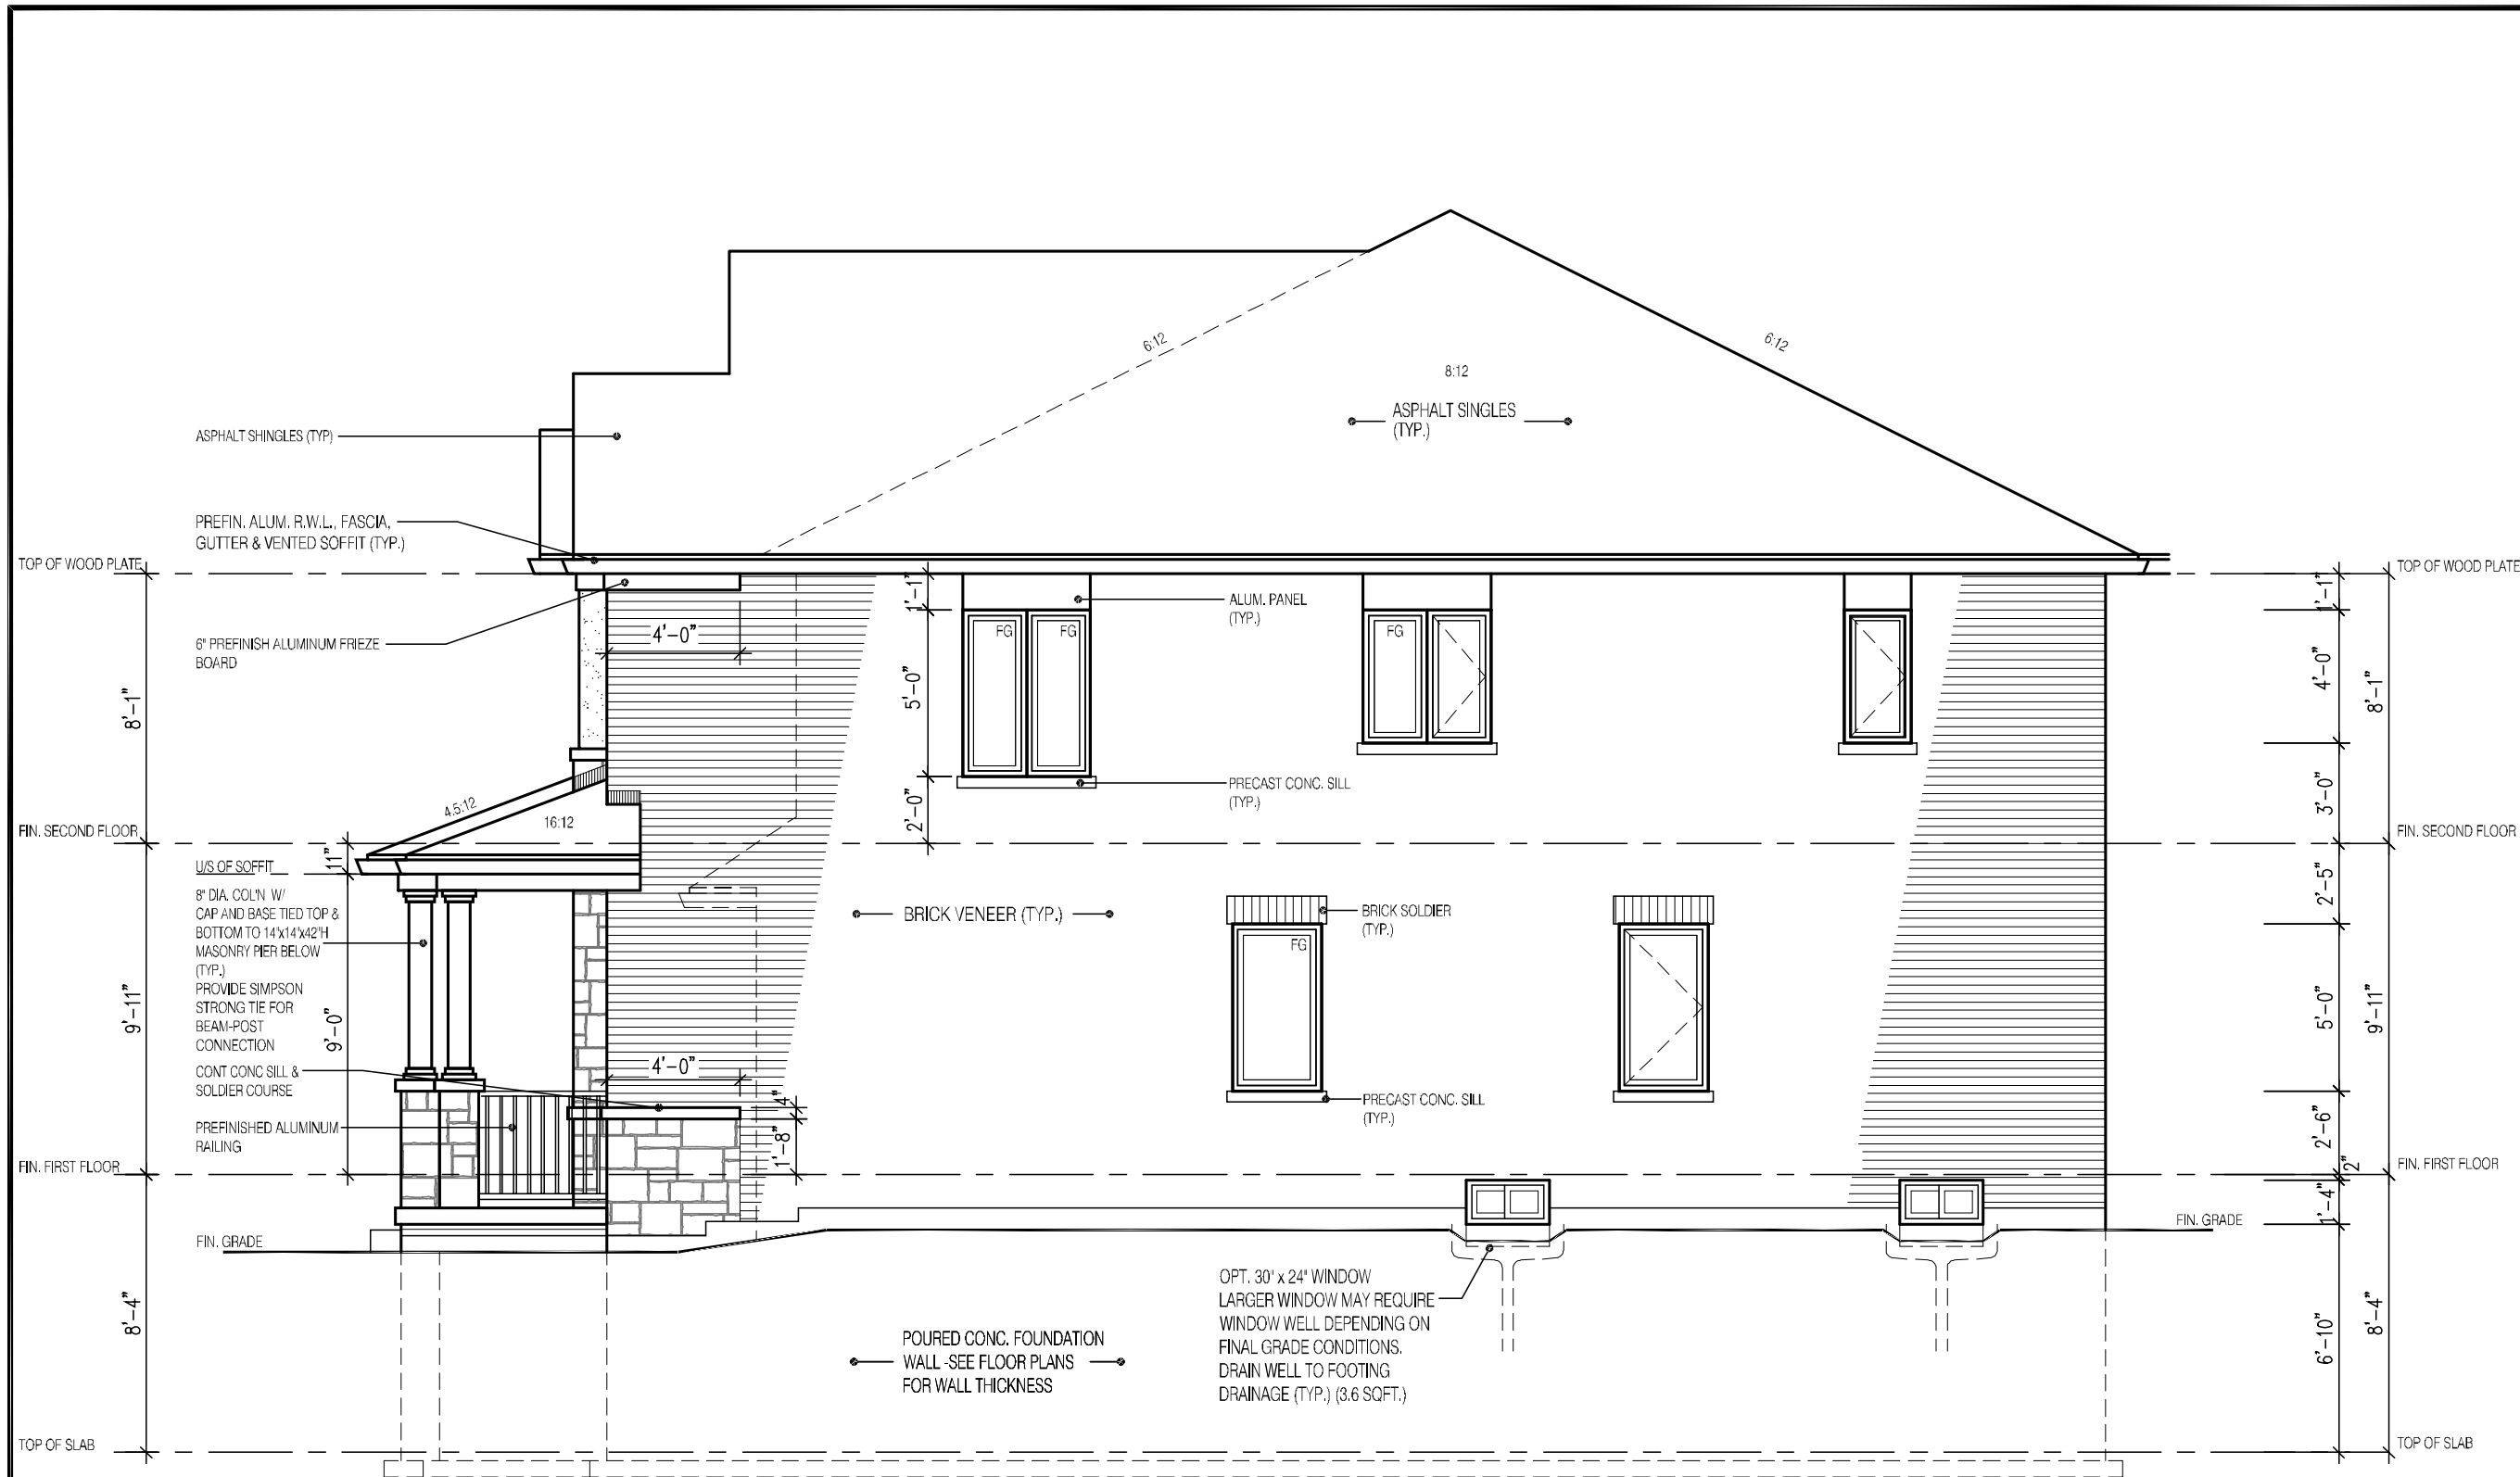 6:12
6:12
8:12
ASPHALT SINGLES
(TYP.)
ASPHALT SHINGLES (TYP)
PREFIN. ALUM. R.W.L., FASCIA,
GUTTER & VENTED SOFFIT (TYP.)
TOP OF WOOD PLATE
TOP OF WOOD PLATE
1'-1"
ALUM. PANEL
(TYP.)
1'-1"
6" PREFINISH ALUMINUM FRIEZE
BOARD
4'-0"
FG
FG
FG
8'-1"
5'-0"
4'-0"
8'-1"
PRECAST CONC. SILL
(TYP.)
4.5:12
16:12
2'-0"
3'-0"
FIN. SECOND FLOOR
FIN. SECOND FLOOR
U/S OF SOFFIT
11"
8" DIA. COL'N W/
CAP AND BASE TIED TOP &
BOTTOM TO 14"x14"x42"H
MASONRY PIER BELOW
(TYP.)
PROVIDE SIMPSON
STRONG TIE FOR
BEAM-POST
CONNECTION
BRICK VENEER (TYP.)
BRICK SOLDIER
(TYP.)
FG
2'-5"
9'-11"
9'-0"
5'-0"
9'-11"
CONT CONC SILL &
SOLDIER COURSE
4'-0"
4"
PRECAST CONC. SILL
(TYP.)
PREFINISHED ALUMINUM
RAILING
1'-8"
2'-6"
FIN. FIRST FLOOR
2"
FIN. FIRST FLOOR
1'-4"
FIN. GRADE
FIN. GRADE
8'-4"
POURED CONC. FOUNDATION
WALL -SEE FLOOR PLANS
FOR WALL THICKNESS
OPT. 30" x 24" WINDOW
LARGER WINDOW MAY REQUIRE
WINDOW WELL DEPENDING ON
FINAL GRADE CONDITIONS.
DRAIN WELL TO FOOTING
DRAINAGE (TYP.) (3.6 SQFT.)
6'-10"
8'-4"
TOP OF SLAB
TOP OF SLAB